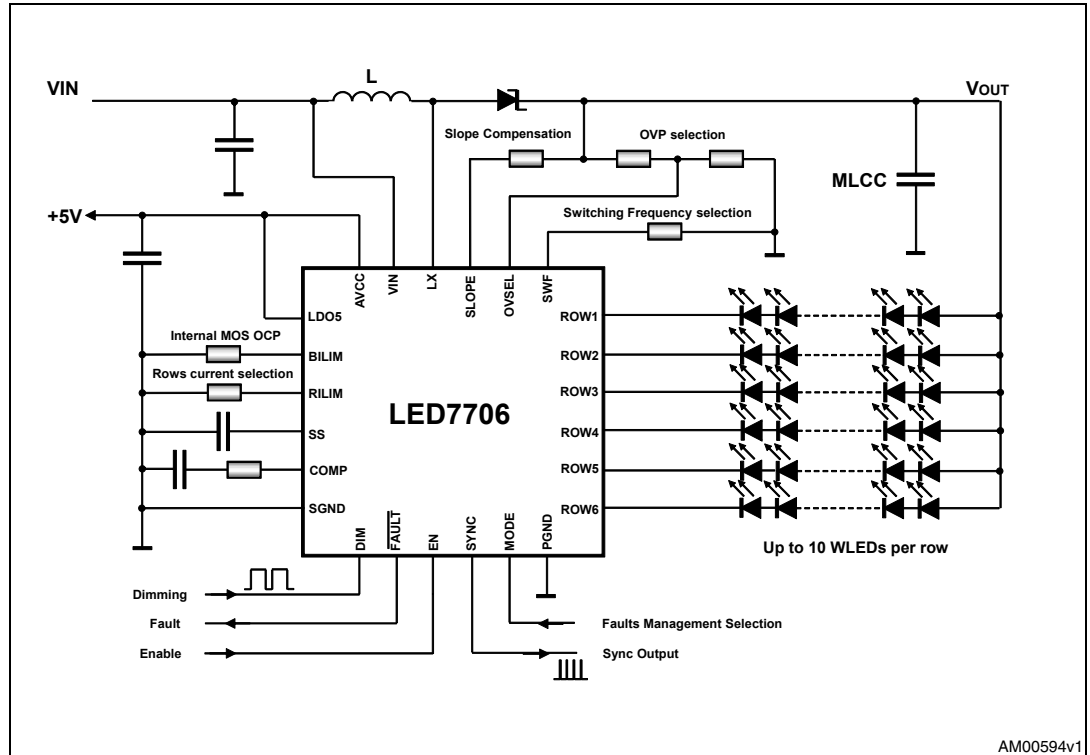 L
VIN
VOUT
Slope Compensation
OVP selection
MLCC
+5V
Switching Frequency selection
AVCC
VIN
LX
SLOPE
OVSEL
SWF
LDO5
ROW1
Internal MOS OCP
BILIM
ROW2
Rows current selection
RILIM
ROW3
LED7706
SS
ROW4
COMP
ROW5
SGND
ROW6
DIM
FAULT
EN
SYNC
MODE
PGND
Up to 10 WLEDs per row
Dimming
Fault
Faults Management Selection
Enable
Sync Output
AM00594v1